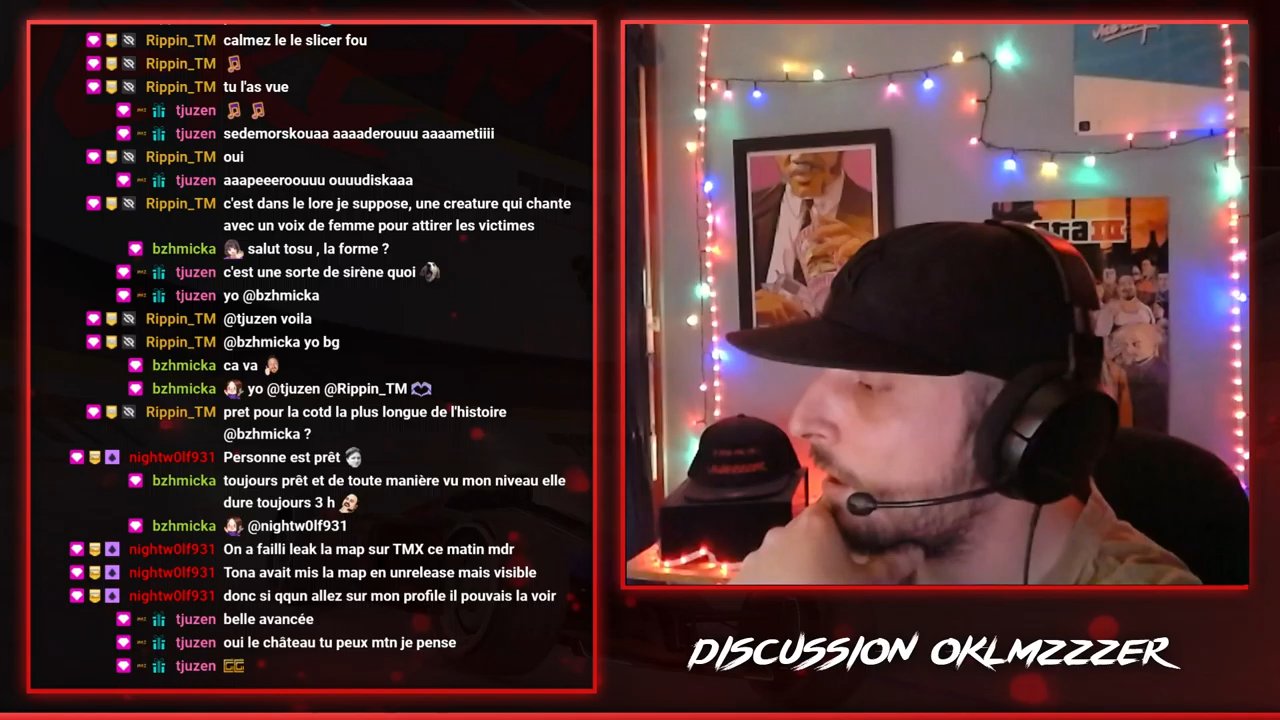 Rippin_TM calmez le le slicer fou
Rippin_TM
Rippin_TM tu l'as vue
tjuzen
tjuzen sedemorskouaa aaaaderouuu aaaametiiii
Rippin_TM oui
tjuzen aaapeeeroouuu ouuudiskaaa
Rippin_TM c'est dans le lore je suppose, une creature qui chante
avec un voix de femme pour attirer les victimes
bzhmicka salut tosu , la forme ?
tjuzen c'est une sorte de sirène quoi
tjuzen yo @bzhmicka
Rippin_TM @tjuzen voila
Rippin_TM @bzhmicka yo bg
bzhmicka ca va
bzhmicka yo @tjuzen @Rippin_TM
Rippin_TM pret pour la cotd la plus longue de l'histoire
@bzhmicka ?
nightw0lf931 Personne est prêt
bzhmicka toujours prêt et de toute manière vu mon niveau elle
dure toujours 3 h
bzhmicka @nightw0lf931
nightw0lf931 On a failli leak la map sur TMX ce matin mdr
nightw0lf931 Tona avait mis la map en unrelease mais visible
nightw0lf931 donc si qqun allez sur mon profile il pouvais la voir
tjuzen belle avancée
tjuzen oui le château tu peux mtn je pense
tjuzen GG
III
DISCUSSION OKLMZZZER